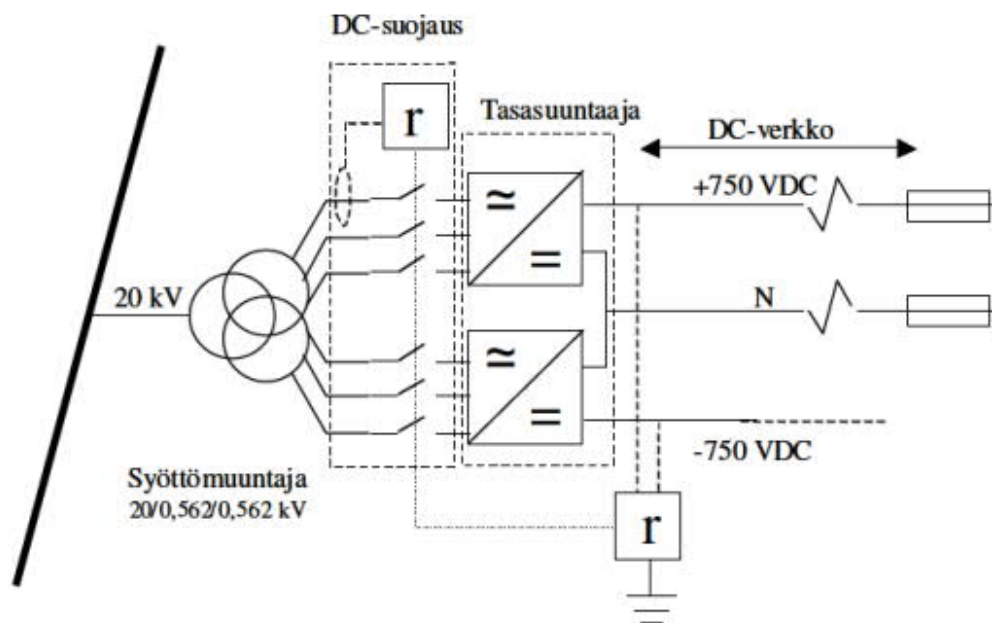 DC-suojaus
r
Tasasuuntaaja
DC-verkko
+750 VDC
≅
=
20 kV
N
≅
=
-750 VDC
Syöttömuuntaja
20/0,562/0,562 kV
r